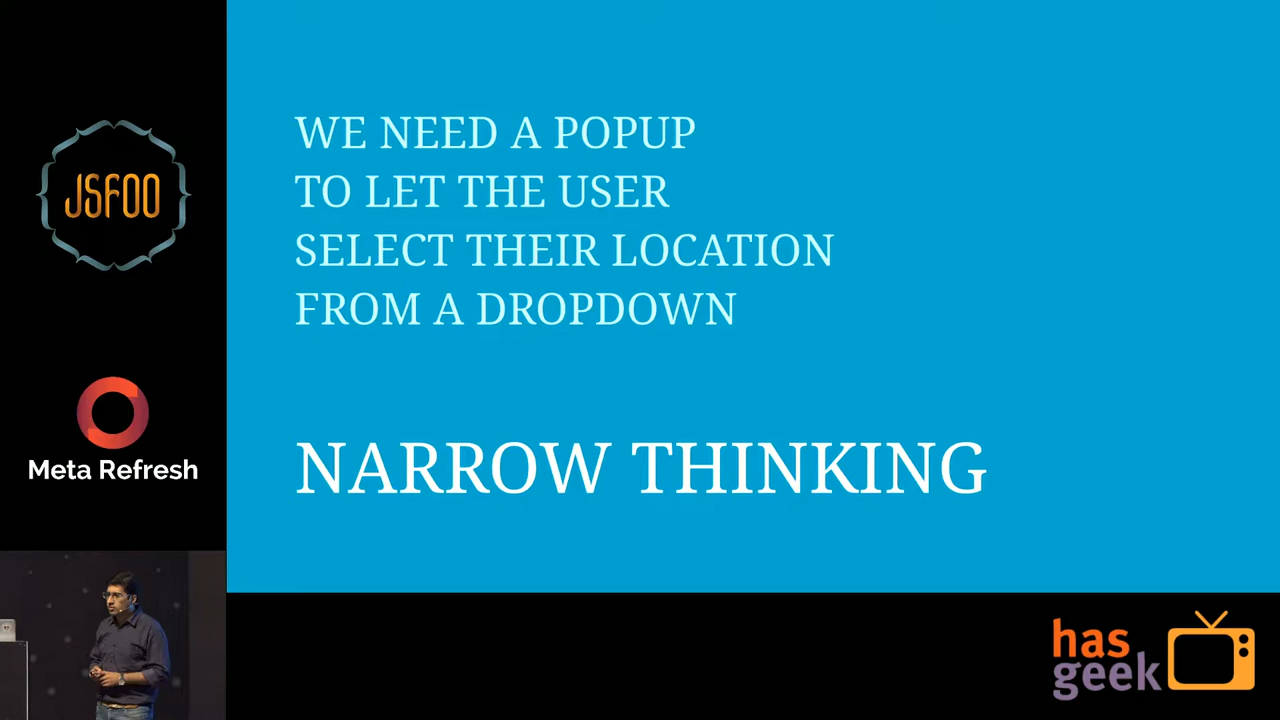 JSFOO
Meta Refresh
WE NEED A POPUP
TO LET THE USER
SELECT THEIR LOCATION
FROM A DROPDOWN
NARROW THINKING
has
geek